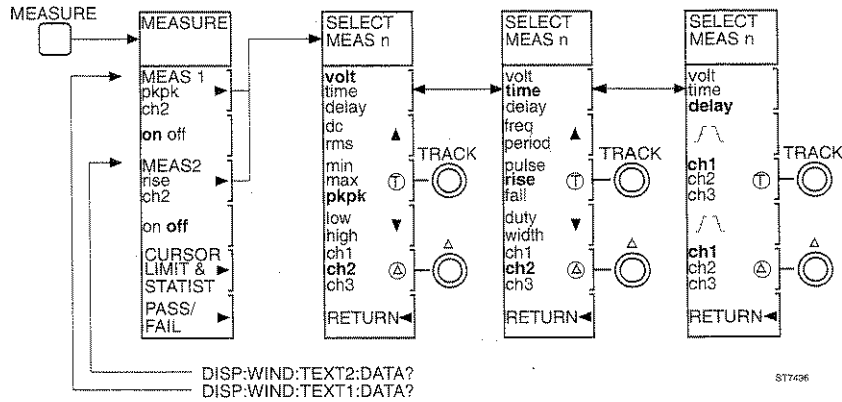 MEASURE
MEASURE
MEAS 1
pkpk
ch2
on off
MEAS2
rise
ch2
on off
CURSOR
LIMIT &
STATIST
PASS/
FAIL
SELECT
MEAS n
volt
time
delay
dc
rms
min
max
pkpk
T
TRACK
low
high
ch1
ch2
ch3
RETURN
SELECT
MEAS n
volt
time
delay
freq
period
pulse
rise
fall
T
TRACK
duty
width
ch1
ch2
ch3
RETURN
SELECT
MEAS n
volt
time
delay
ch1
ch2
ch3
T
TRACK
ch1
ch2
ch3
RETURN
DISP:WIND:TEXT2:DATA?
DISP:WIND:TEXT1:DATA?
ST7436